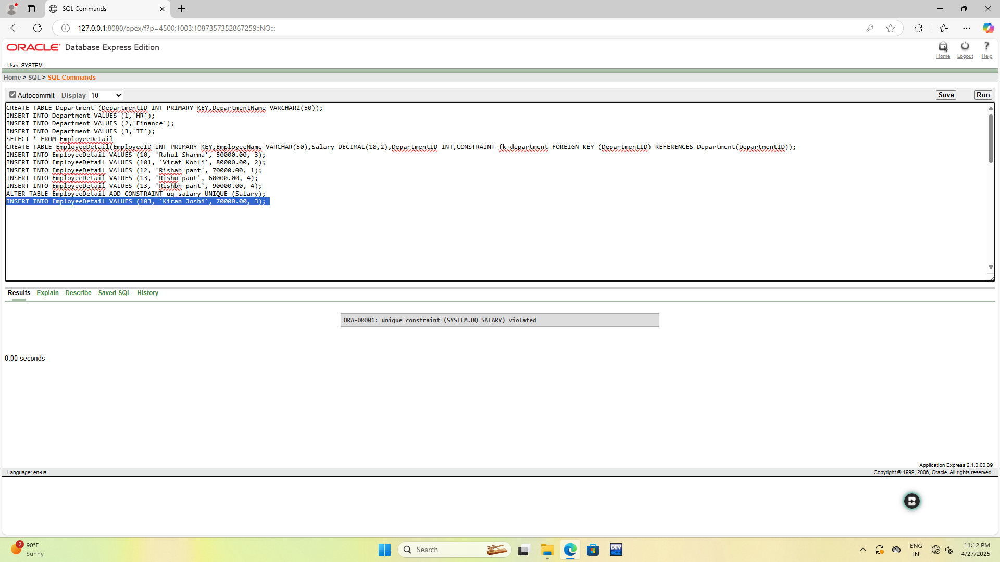 SQL Commands
127.0.0.1:8080/apex/f?p=4500:1003:1087357352867259::NO:::
ORACLE Database Express Edition
Home Logout Help
User: SYSTEM
Home > SQL > SQL Commands
Autocommit Display 10 Save Run
CREATE TABLE Department (DepartmentID INT PRIMARY KEY,DepartmentName VARCHAR2(50));
INSERT INTO Department VALUES (1,'HR');
INSERT INTO Department VALUES (2,'Finance');
INSERT INTO Department VALUES (3,'IT');
SELECT * FROM EmployeeDetail
CREATE TABLE EmployeeDetail(EmployeeID INT PRIMARY KEY,EmployeeName VARCHAR(50),Salary DECIMAL(10,2),DepartmentID INT,CONSTRAINT fk_department FOREIGN KEY (DepartmentID) REFERENCES Department(DepartmentID));
INSERT INTO EmployeeDetail VALUES (10, 'Rahul Sharma', 50000.00, 3);
INSERT INTO EmployeeDetail VALUES (101, 'Virat Kohli', 80000.00, 2);
INSERT INTO EmployeeDetail VALUES (12, 'Rishab pant', 70000.00, 1);
INSERT INTO EmployeeDetail VALUES (13, 'Rishu pant', 60000.00, 4);
INSERT INTO EmployeeDetail VALUES (13, 'Rishbh pant', 90000.00, 4);
ALTER TABLE EmployeeDetail ADD CONSTRAINT uq_salary UNIQUE (Salary);
INSERT INTO EmployeeDetail VALUES (103, 'Kiran Joshi', 70000.00, 3);
Results Explain Describe Saved SQL History
ORA-00001: unique constraint (SYSTEM.UQ_SALARY) violated
0.00 seconds
Application Express 2.1.0.00.39
Language: en-us Copyright © 1999, 2006, Oracle. All rights reserved.
2 90°F
Sunny
Search
DEV
ENG
IN
11:12 PM
4/27/2025